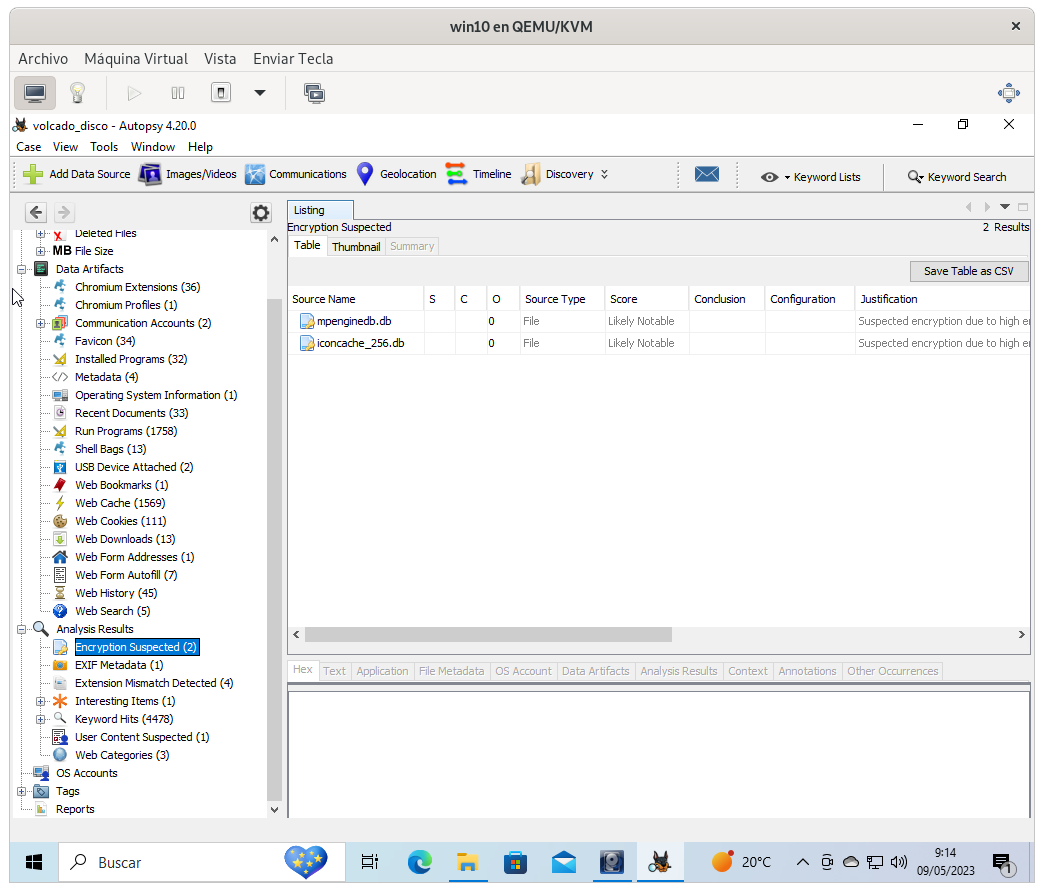 win10 en QEMU/KVM
Archivo Máquina Virtual Vista Enviar Tecla
volcado_disco - Autopsy 4.20.0
Case View Tools Window Help
Add Data Source Images/Videos Communications Geolocation Timeline Discovery Keyword Lists Keyword Search
Deleted Files
MB File Size
Data Artifacts
Chromium Extensions (36)
Chromium Profiles (1)
Communication Accounts (2)
Favicon (34)
Installed Programs (32)
Metadata (4)
Operating System Information (1)
Recent Documents (33)
Run Programs (1758)
Shell Bags (13)
USB Device Attached (2)
Web Bookmarks (1)
Web Cache (1569)
Web Cookies (111)
Web Downloads (13)
Web Form Addresses (1)
Web Form Autofill (7)
Web History (45)
Web Search (5)
Analysis Results
Encryption Suspected (2)
EXIF Metadata (1)
Extension Mismatch Detected (4)
Interesting Items (1)
Keyword Hits (4478)
User Content Suspected (1)
Web Categories (3)
OS Accounts
Tags
Reports
Listing
Encryption Suspected 2 Results
Table Thumbnail Summary
Save Table as CSV
Source Name S C O Source Type Score Conclusion Configuration Justification
mpenginedb.db 0 File Likely Notable Suspected encryption due to high
iconcache_256.db 0 File Likely Notable Suspected encryption due to high
Hex Text Application File Metadata OS Account Data Artifacts Analysis Results Context Annotations Other Occurrences
Buscar 20°C 9:14
09/05/2023 1